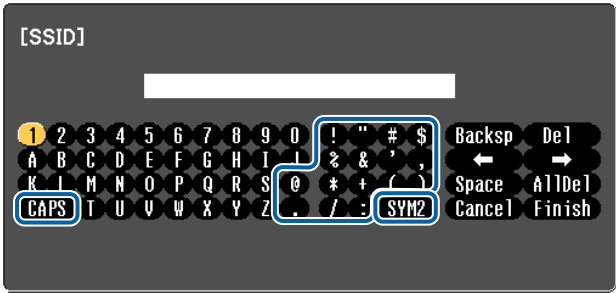 [SSID]
1 2 3 4 5 6 7 8 9 0 ! " # $ Backsp Del
A B C D E F G H I J % & ' , ← →
K L M N O P Q R S @ * + ( ) Space AllDel
CAPS T U V W X Y Z . / : SYM2 Cancel Finish